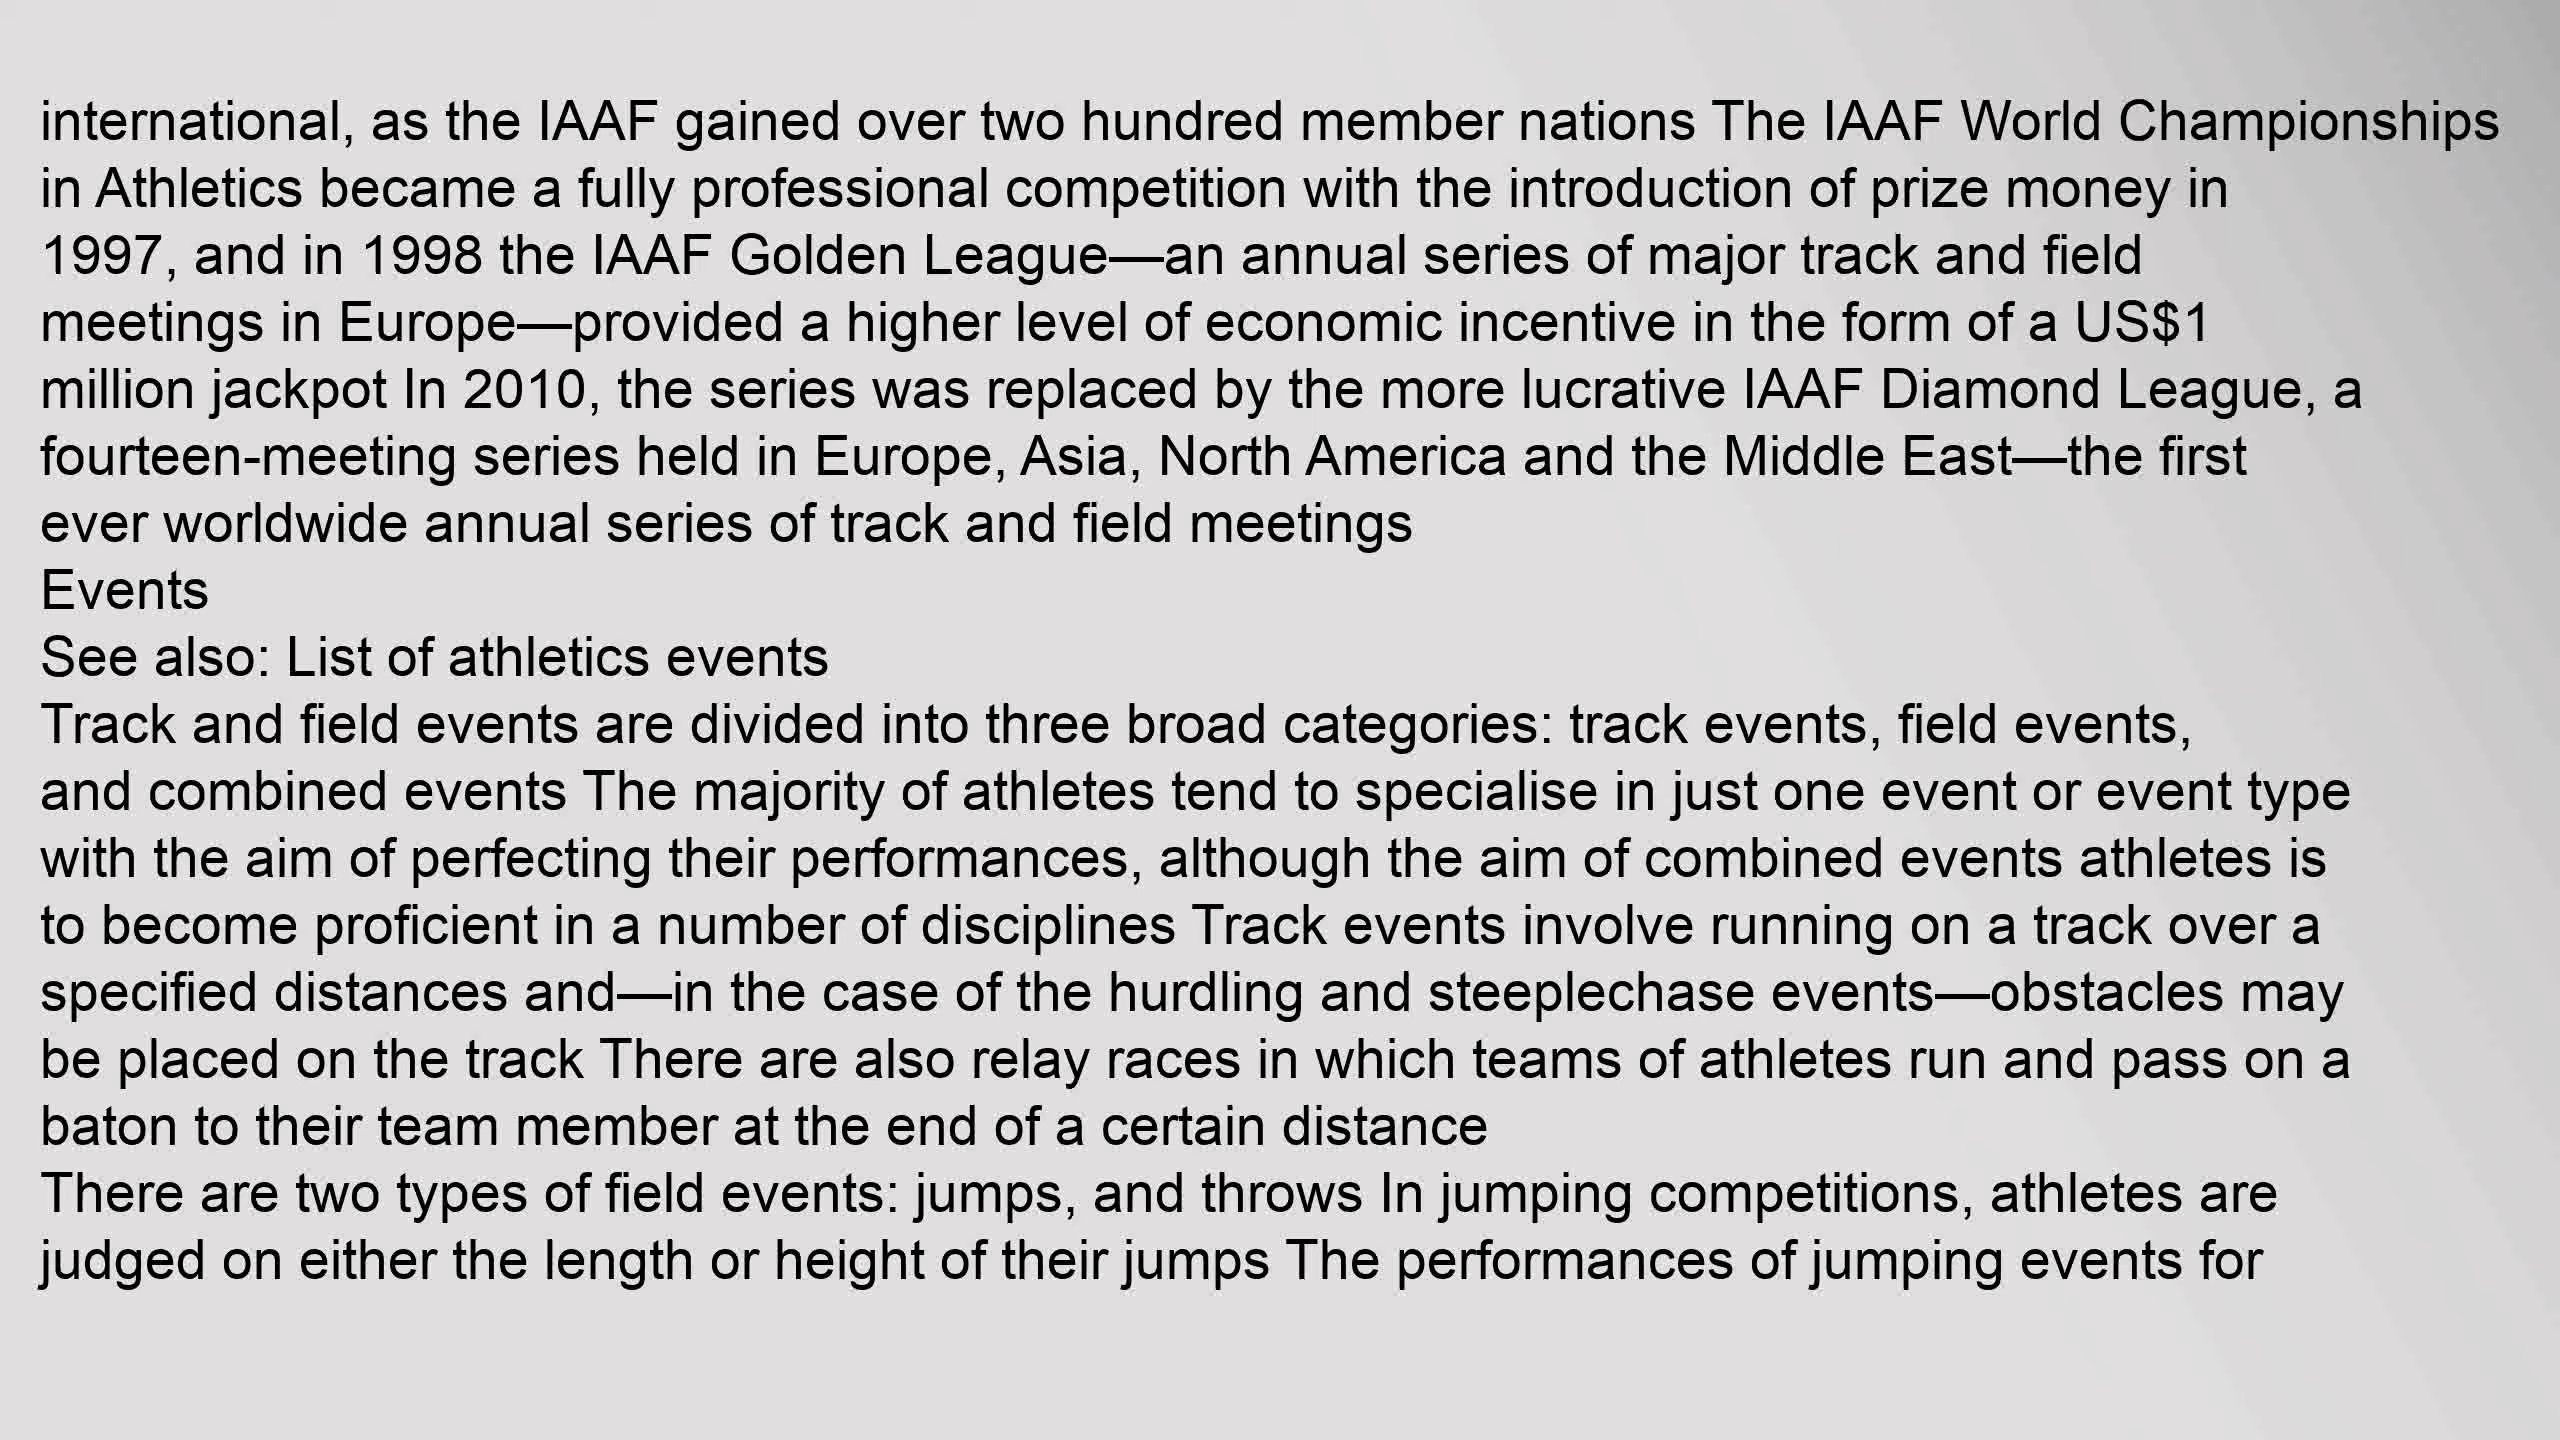 international, as the IAAF gained over two hundred member nations The IAAF World Championships
in Athletics became a fully professional competition with the introduction of prize money in
1997, and in 1998 the IAAF Golden League—an annual series of major track and field
meetings in Europe—provided a higher level of economic incentive in the form of a US$1
million jackpot In 2010, the series was replaced by the more lucrative IAAF Diamond League, a
fourteen-meeting series held in Europe, Asia, North America and the Middle East—the first
ever worldwide annual series of track and field meetings
Events
See also: List of athletics events
Track and field events are divided into three broad categories: track events, field events,
and combined events The majority of athletes tend to specialise in just one event or event type
with the aim of perfecting their performances, although the aim of combined events athletes is
to become proficient in a number of disciplines Track events involve running on a track over a
specified distances and—in the case of the hurdling and steeplechase events—obstacles may
be placed on the track There are also relay races in which teams of athletes run and pass on a
baton to their team member at the end of a certain distance
There are two types of field events: jumps, and throws In jumping competitions, athletes are
judged on either the length or height of their jumps The performances of jumping events for